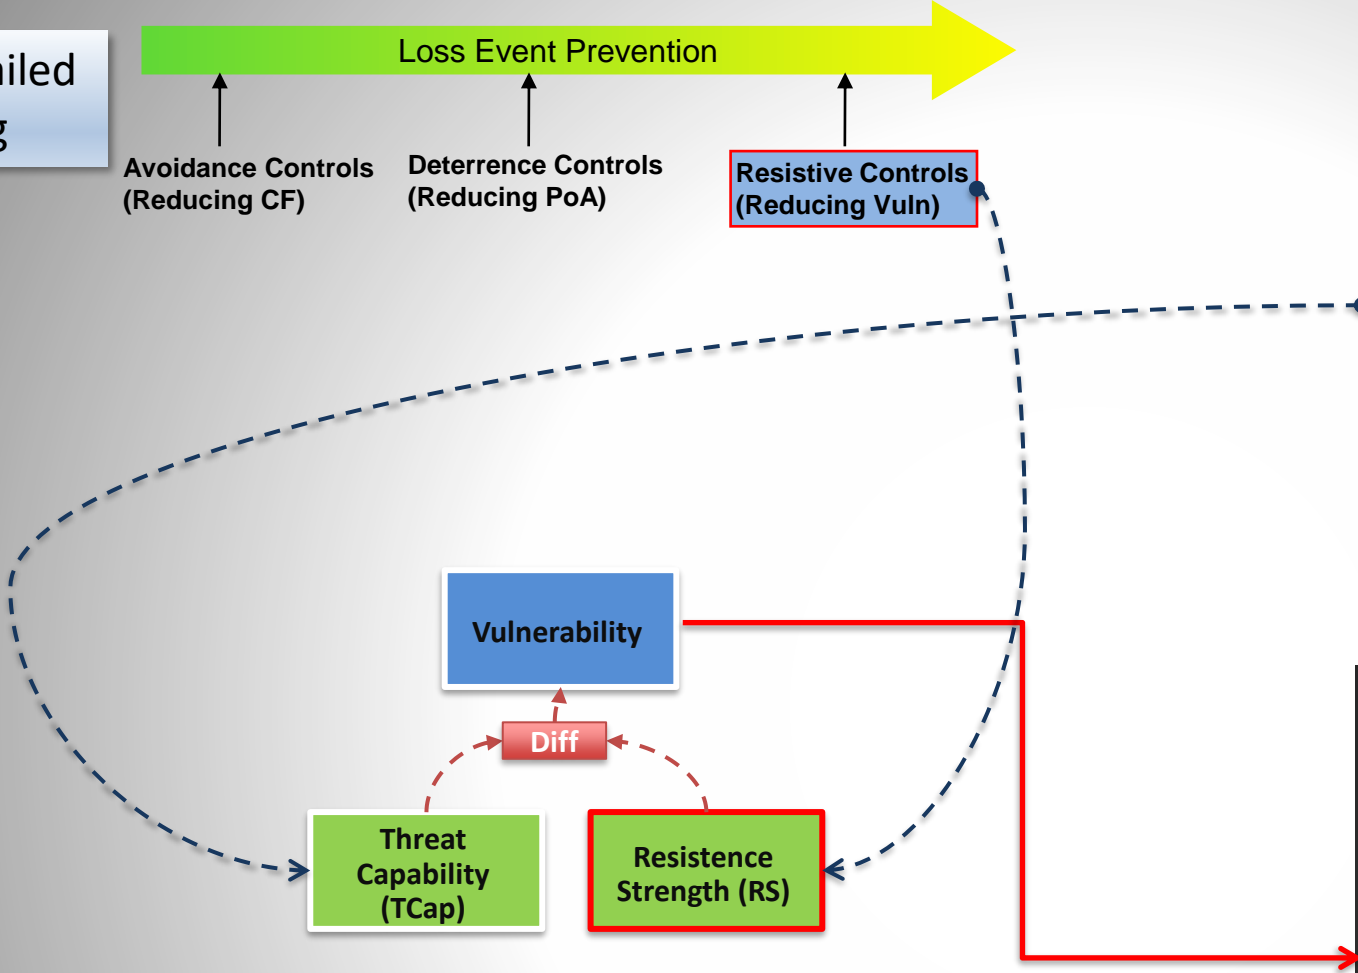 Loss Event Prevention
Avoidance Controls
(Reducing CF)
Deterrence Controls
(Reducing PoA)
Resistive Controls
(Reducing Vuln)
Vulnerability
Diff
Threat
Capability
(TCap)
Resistence
Strength (RS)